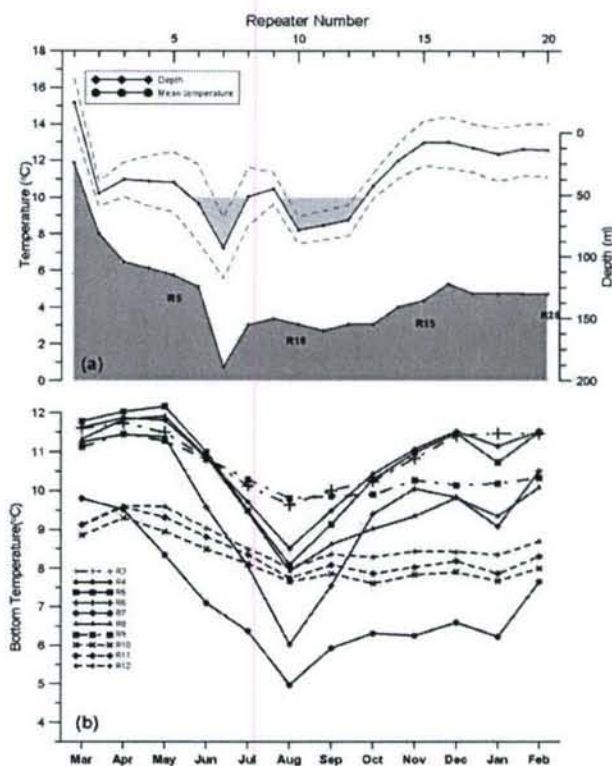 Repeater Number
5 10 15 20
18
16
14
12
10
8
6
4
2
0
Temperature (°C)
Depth
Mean temperature
0
50
100
150
200
Depth (m)
R5
R10
R15
(a)
12
11
10
9
8
7
6
5
4
Bottom Temperature(°C)
R3
R4
R5
R6
R7
R8
R9
R10
R11
R12
(b)
Mar Apr May Jun Jul Aug Sep Oct Nov Dec Jan Feb